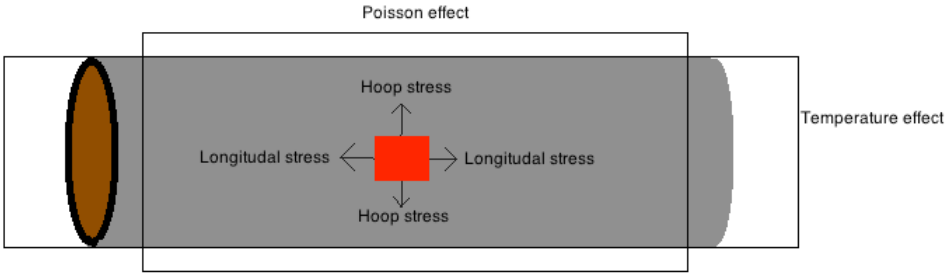 Poisson effect
Hoop stress
Temperature effect
Longitudal stress
Longitudal stress
Hoop stress